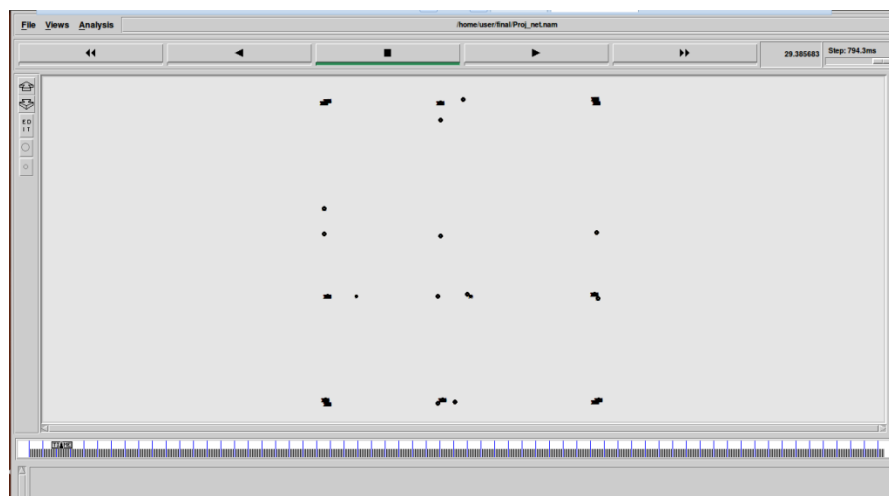 File Views Analysis /home/user/final/Proj_net.nam
29.385683 Step: 794.3ms
ED
IT